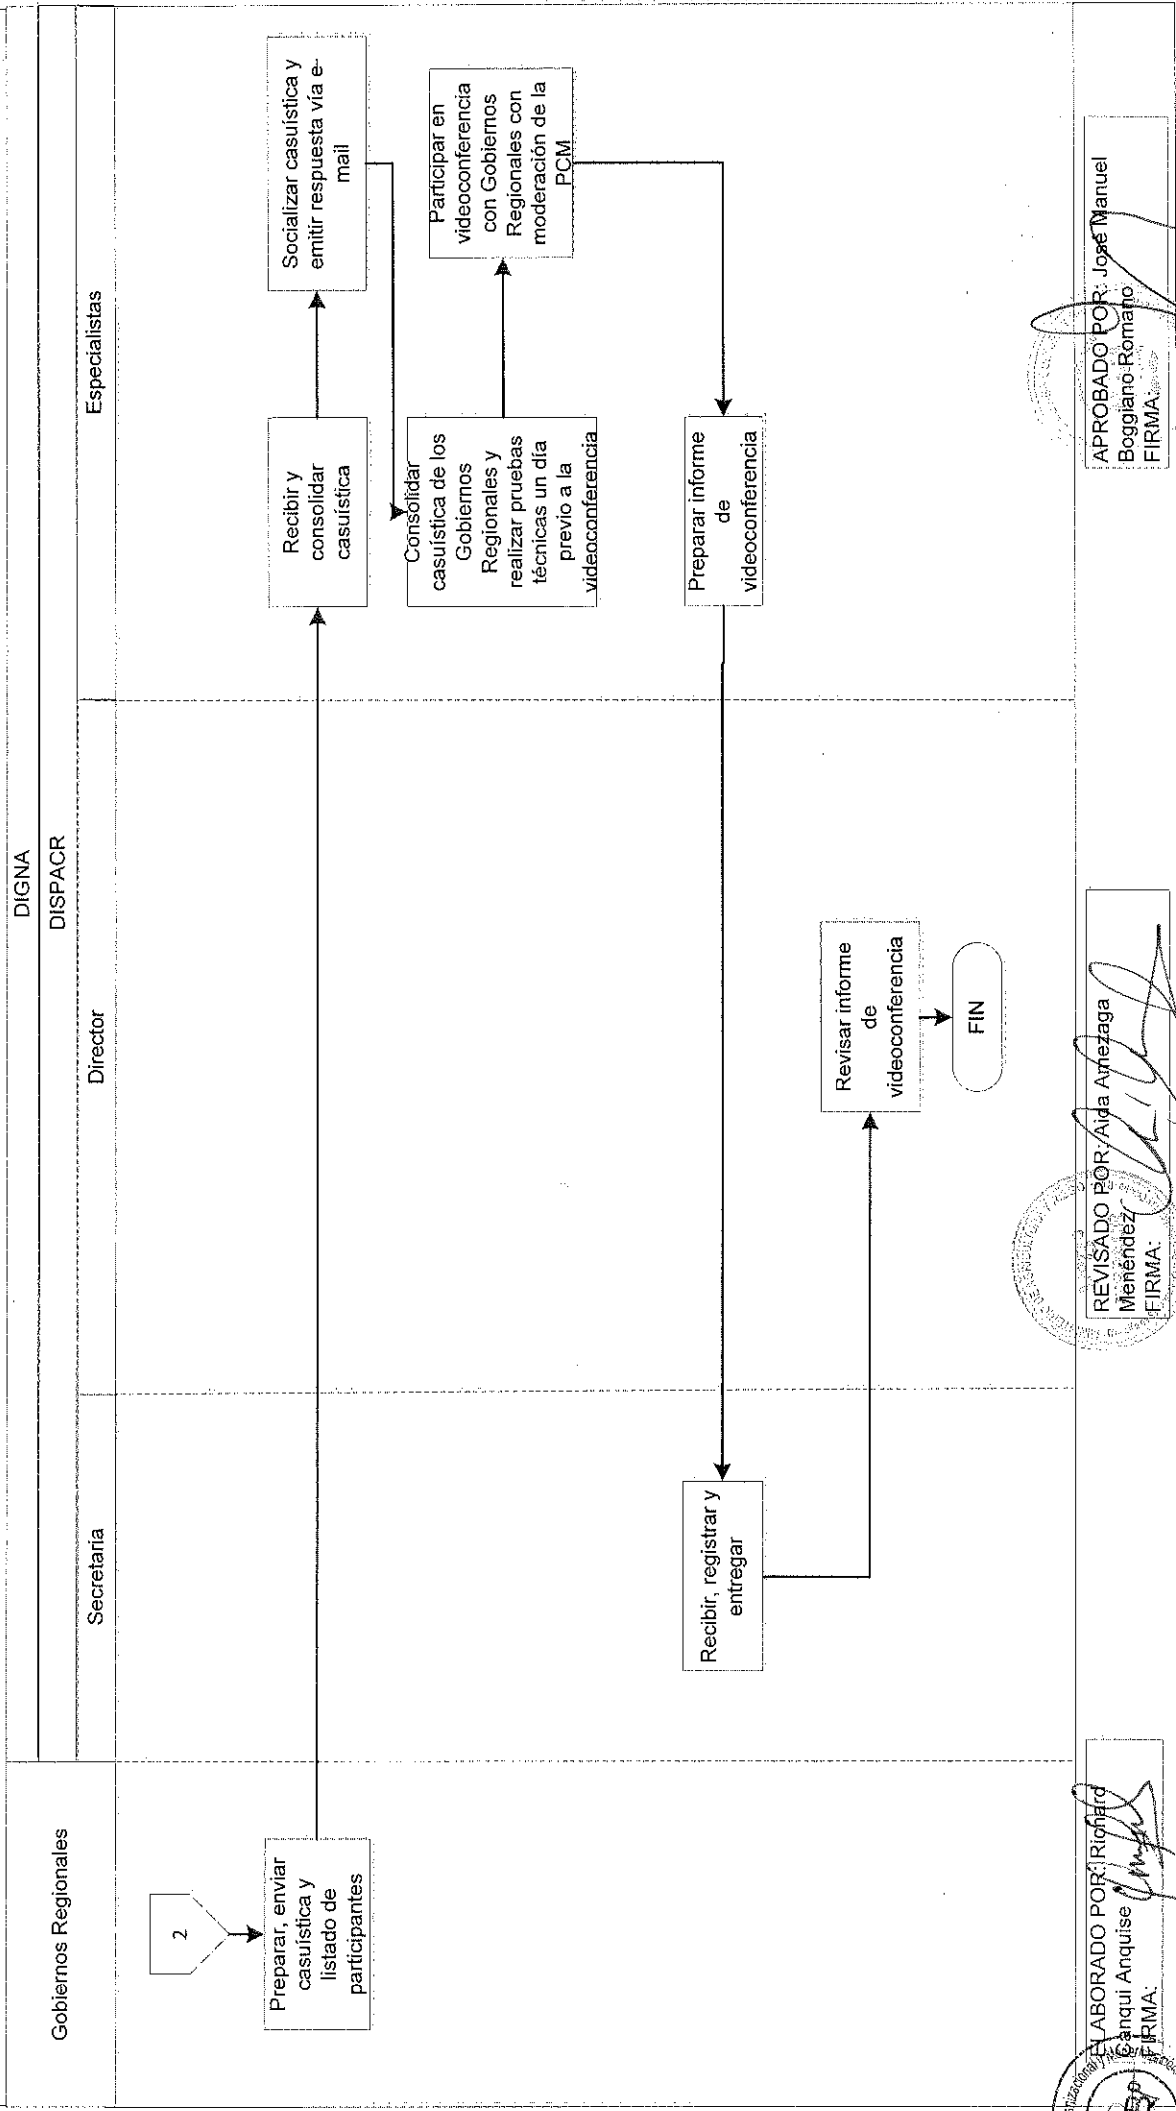 DIGNA
DISPACR
Gobiernos Regionales
Secretaria
Director
Especialistas
2
Preparar, enviar
casuística y
listado de
participantes
Recibir y
consolidar
casuística
Socializar casuística y
emitir respuesta vía e-
mail
Consolidar
casuística de los
Gobiernos
Regionales y
realizar pruebas
técnicas un día
previo a la
videoconferencia
Participar en
videoconferencia
con Gobiernos
Regionales con
moderación de la
PCM
Preparar informe
de
videoconferencia
Recibir, registrar y
entregar
Revisar informe
de
videoconferencia
FIN
ELABORADO POR: Richard
Canqui Anquise
FIRMA:
REVISADO POR: Aida Amezaga
Menéndez
FIRMA:
APROBADO POR: José Manuel
Boggiano Romano
FIRMA: